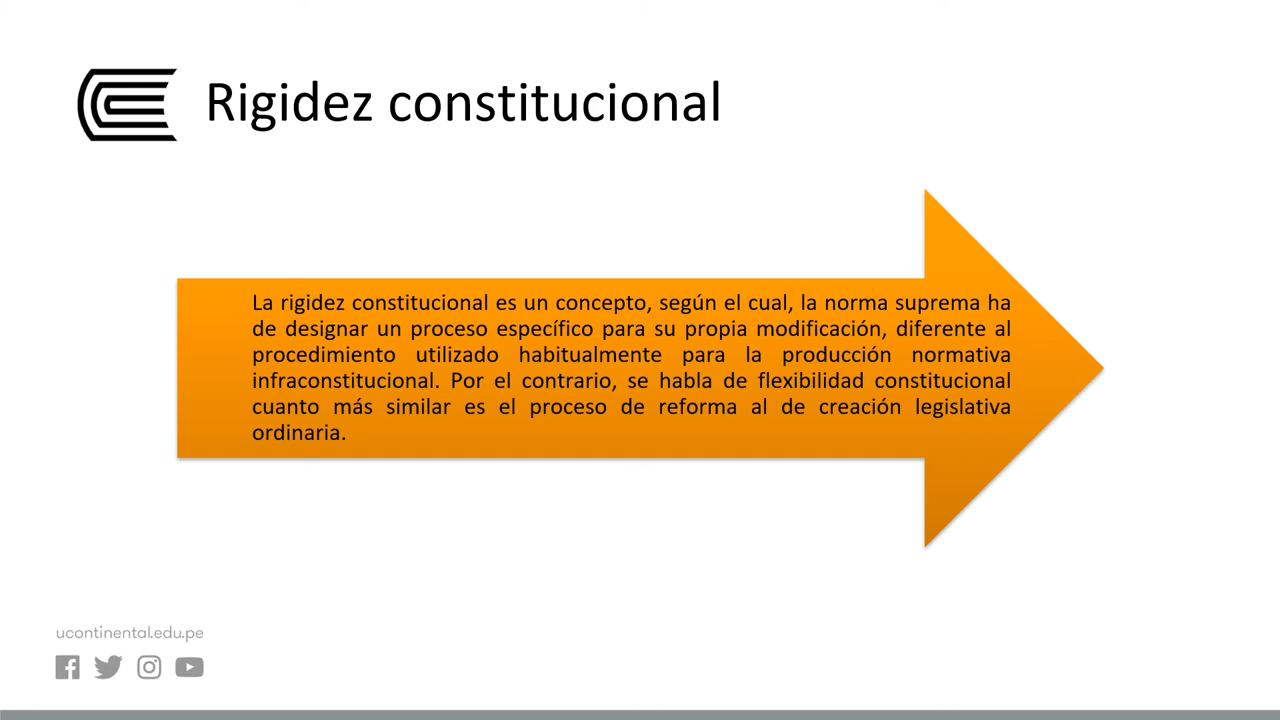 Rigidez constitucional
La rigidez constitucional es un concepto, según el cual, la norma suprema ha
de designar un proceso específico para su propia modificación, diferente al
procedimiento utilizado habitualmente para la producción normativa
infraconstitucional. Por el contrario, se habla de flexibilidad constitucional
cuanto más similar es el proceso de reforma al de creación legislativa
ordinaria.
ucontinental.edu.pe